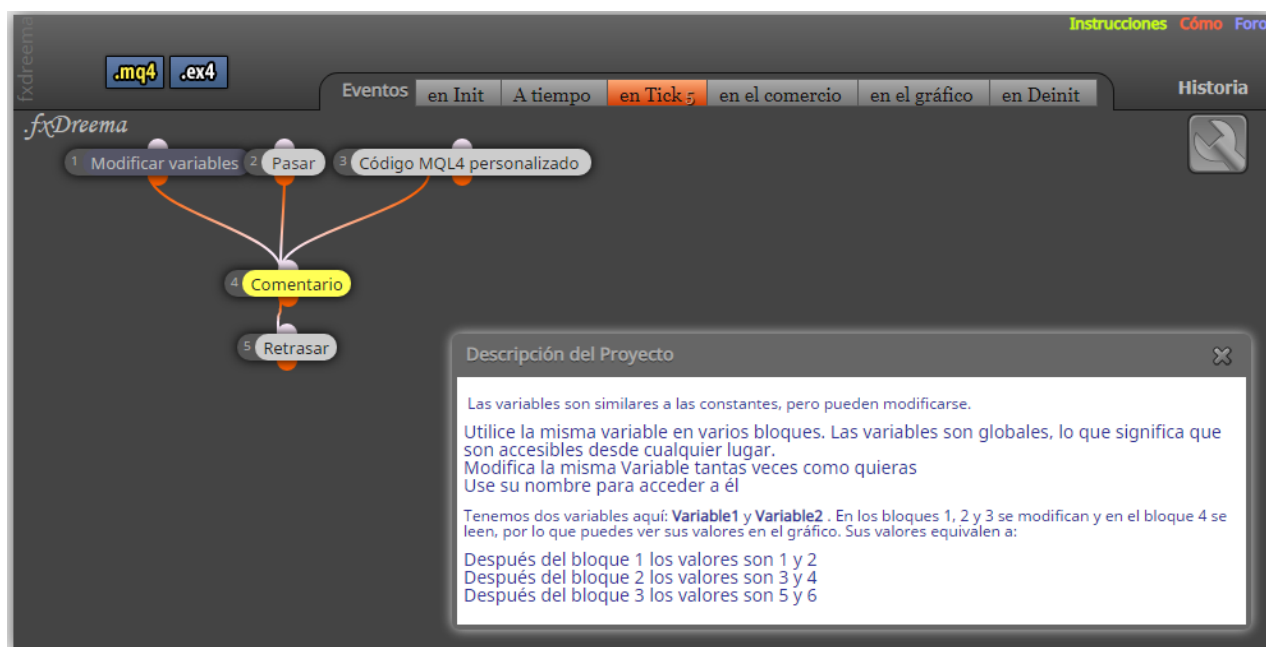 Instrucciones Cómo Foro
fxdreema
.mq4 .ex4
Eventos en Init A tiempo en Tick 5 en el comercio en el gráfico en Deinit Historia
.fxDreema
1 Modificar variables 2 Pasar 3 Código MQL4 personalizado
4 Comentario
5 Retrasar
Descripción del Proyecto
Las variables son similares a las constantes, pero pueden modificarse.
Utilice la misma variable en varios bloques. Las variables son globales, lo que significa que
son accesibles desde cualquier lugar.
Modifica la misma Variable tantas veces como quieras
Use su nombre para acceder a él
Tenemos dos variables aquí: Variable1 y Variable2 . En los bloques 1, 2 y 3 se modifican y en el bloque 4 se
leen, por lo que puedes ver sus valores en el gráfico. Sus valores equivalen a:
Después del bloque 1 los valores son 1 y 2
Después del bloque 2 los valores son 3 y 4
Después del bloque 3 los valores son 5 y 6